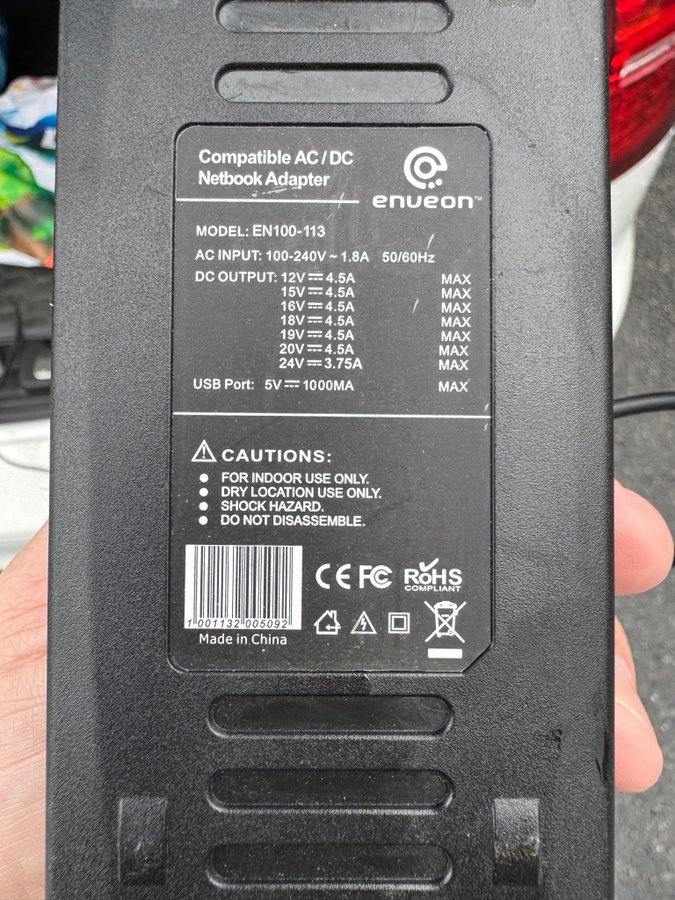 Compatible AC / DC
Netbook Adapter
enveon™
MODEL: EN100-113
AC INPUT: 100-240V ~ 1.8A 50/60Hz
DC OUTPUT: 12V⎓4.5A MAX
15V⎓4.5A MAX
16V⎓4.5A MAX
18V⎓4.5A MAX
19V⎓4.5A MAX
20V⎓4.5A MAX
24V⎓3.75A MAX
USB Port: 5V⎓1000MA MAX
CAUTIONS:
● FOR INDOOR USE ONLY.
● DRY LOCATION USE ONLY.
● SHOCK HAZARD.
● DO NOT DISASSEMBLE.
CE FC RoHS
COMPLIANT
1 001132 005092
Made in China